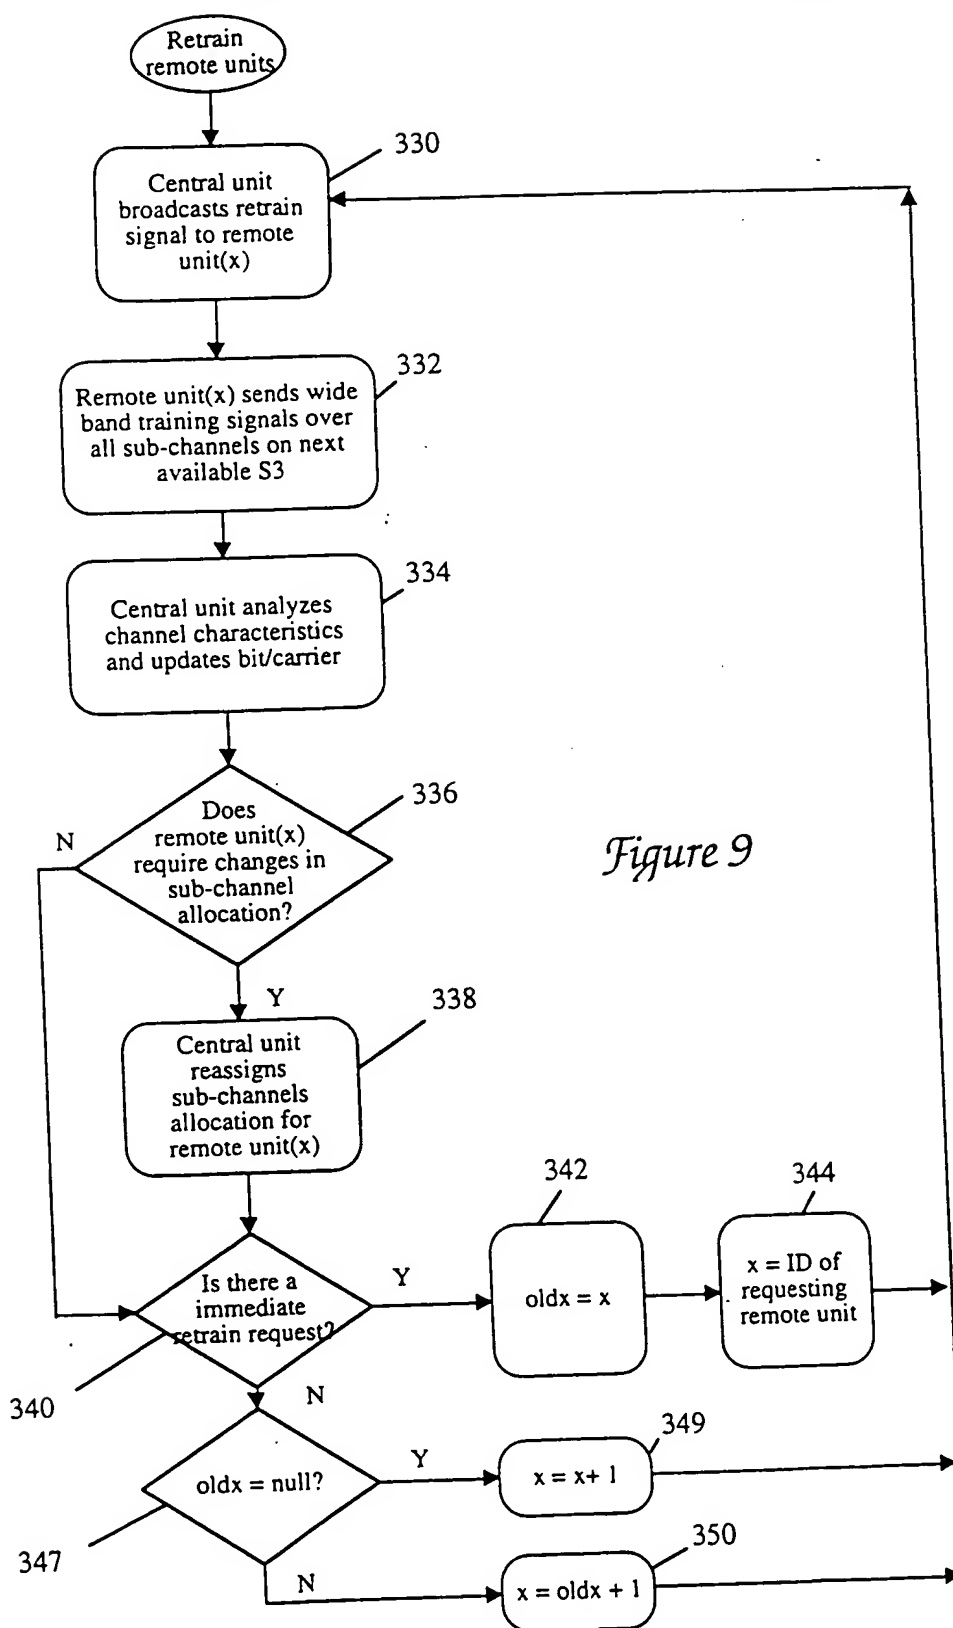 Retrain
remote units
330
Central unit
broadcasts retrain
signal to remote
unit(x)
332
Remote unit(x) sends wide
band training signals over
all sub-channels on next
available S3
334
Central unit analyzes
channel characteristics
and updates bit/carrier
336
Does
remote unit(x)
require changes in
sub-channel
allocation?
N
Y
Figure 9
338
Central unit
reassigns
sub-channels
allocation for
remote unit(x)
340
Is there a
immediate
retrain request?
Y
N
342
oldx = x
344
x = ID of
requesting
remote unit
347
oldx = null?
Y
N
349
x = x+ 1
350
x = oldx + 1